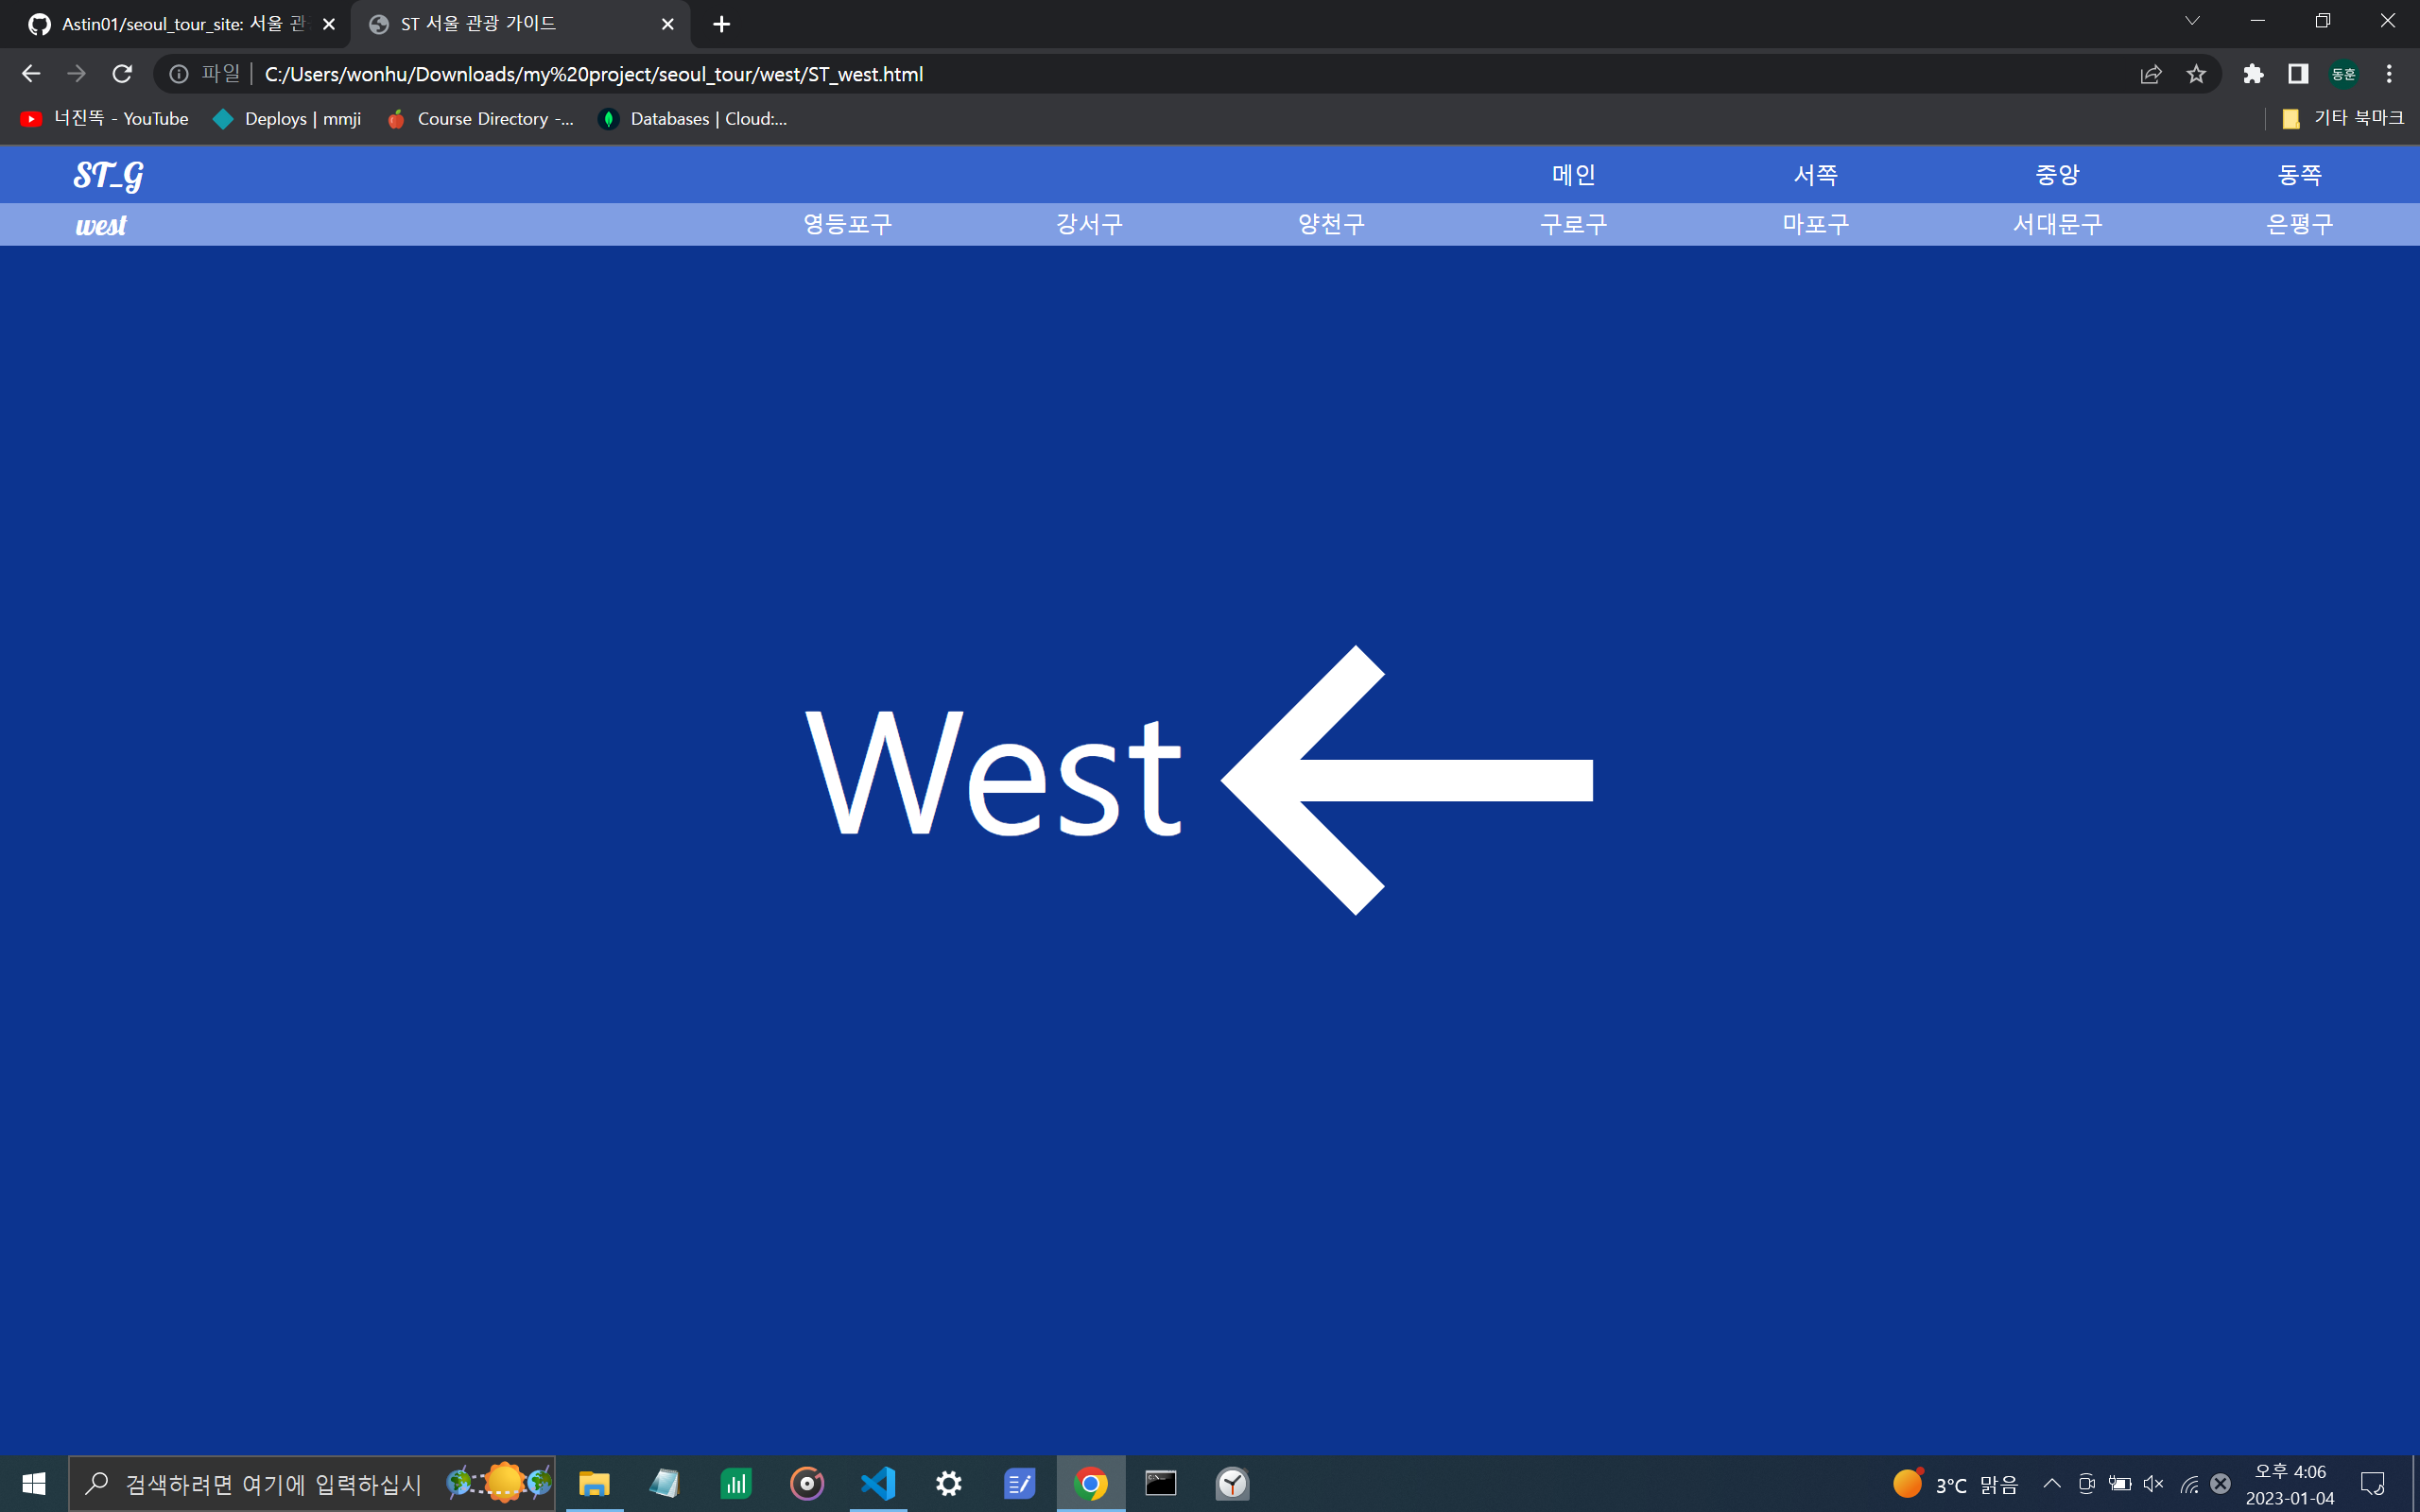 Astin01/seoul_tour_site: 서울 관
ST 서울 관광 가이드
파일 | C:/Users/wonhu/Downloads/my%20project/seoul_tour/west/ST_west.html
동훈
너진똑 - YouTube
Deploys | mmji
Course Directory -...
Databases | Cloud:...
기타 북마크
ST_G 메인 서쪽 중앙 동쪽
west 영등포구 강서구 양천구 구로구 마포구 서대문구 은평구
West
검색하려면 여기에 입력하십시
3°C 맑음
오후 4:06
2023-01-04